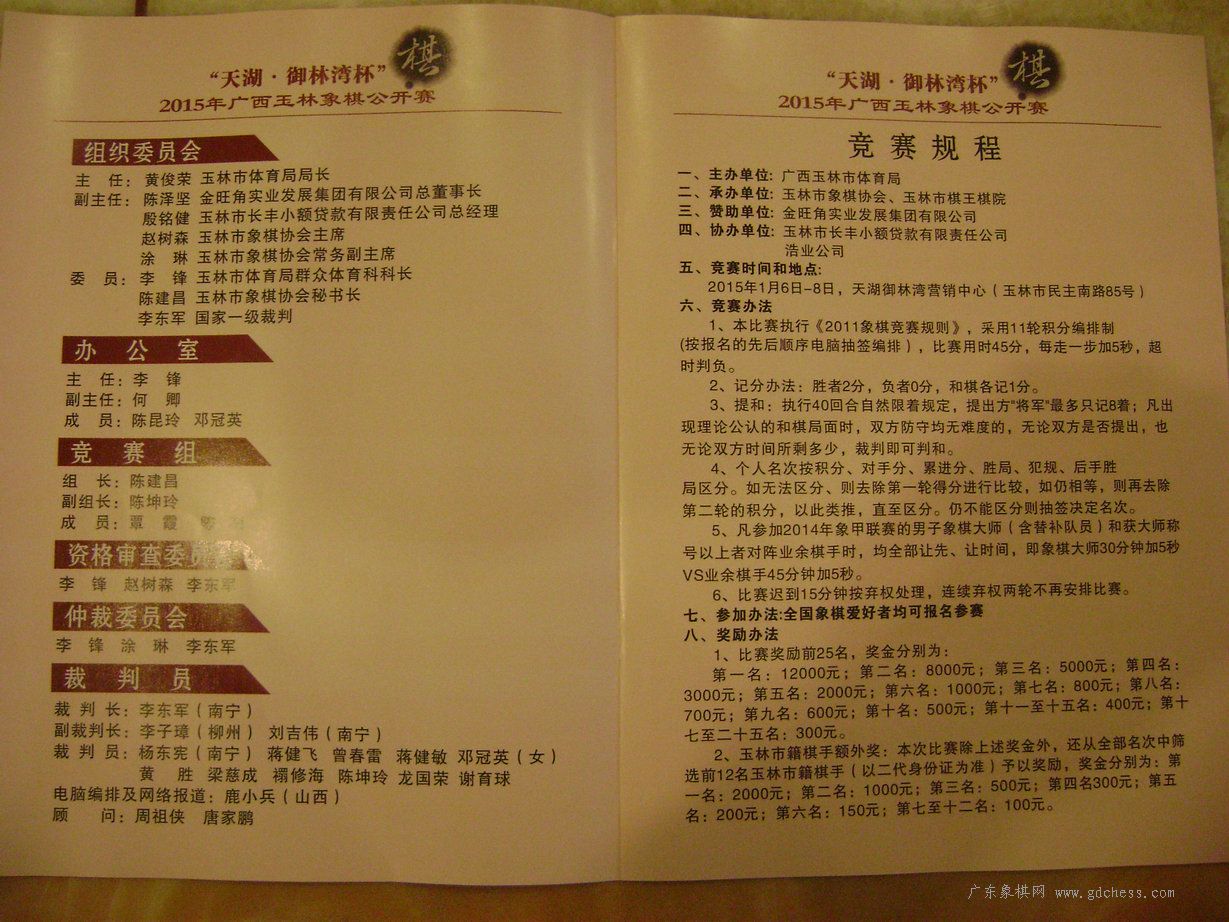 棋
“天湖·御林湾杯”
2015年广西玉林象棋公开赛
组织委员会
主　任：黄俊荣 玉林市体育局局长
副主任：陈泽坚 金旺角实业发展集团有限公司总董事长
殷铭健 玉林市长丰小额贷款有限责任公司总经理
赵树森 玉林市象棋协会主席
涂　琳 玉林市象棋协会常务副主席
委　员：李　锋 玉林市体育局群众体育科科长
陈建昌 玉林市象棋协会秘书长
李东军 国家一级裁判
办公室
主　任：李　锋
副主任：何　卿
成　员：陈昆玲 邓冠英
竞赛组
组　长：陈建昌
副组长：陈坤玲
成　员：覃　霞
资格审查委员会
李　锋 赵树森 李东军
仲裁委员会
李　锋 涂　琳 李东军
裁判员
裁 判 长：李东军（南宁）
副裁判长：李子璋（柳州） 刘吉伟（南宁）
裁 判 员：杨东宪（南宁） 蒋健飞 曾春雷 蒋健敏 邓冠英（女）
黄　胜 梁慈成 禤修海 陈坤玲 龙国荣 谢育球
电脑编排及网络报道：鹿小兵（山西）
顾　　问：周祖侠 唐家鹏
棋
“天湖·御林湾杯”
2015年广西玉林象棋公开赛
竞赛规程
一、主办单位：广西玉林市体育局
二、承办单位：玉林市象棋协会、玉林市棋王棋院
三、赞助单位：金旺角实业发展集团有限公司
四、协办单位：玉林市长丰小额贷款有限责任公司
浩业公司
五、竞赛时间和地点：
2015年1月6日-8日，天湖御林湾营销中心（玉林市民主南路85号）
六、竞赛办法
1、本比赛执行《2011象棋竞赛规则》，采用11轮积分编排制
(按报名的先后顺序电脑抽签编排），比赛用时45分，每走一步加5秒，超
时判负。
2、记分办法：胜者2分，负者0分，和棋各记1分。
3、提和：执行40回合自然限着规定，提出方"将军"最多只记8着；凡出
现理论公认的和棋局面时，双方防守均无难度的，无论双方是否提出，也
无论双方时间所剩多少，裁判即可判和。
4、个人名次按积分、对手分、累进分、胜局、犯规、后手胜
局区分。如无法区分、则去除第一轮得分进行比较，如仍相等，则再去除
第二轮的积分，以此类推，直至区分。仍不能区分则抽签决定名次。
5、凡参加2014年象甲联赛的男子象棋大师（含替补队员）和获大师称
号以上者对阵业余棋手时，均全部让先、让时间，即象棋大师30分钟加5秒
VS业余棋手45分钟加5秒。
6、比赛迟到15分钟按弃权处理，连续弃权两轮不再安排比赛。
七、参加办法:全国象棋爱好者均可报名参赛
八、奖励办法
1、比赛奖励前25名，奖金分别为：
第一名：12000元；第二名：8000元；第三名：5000元；第四名：
3000元；第五名：2000元；第六名：1000元；第七名：800元；第八名：
700元；第九名：600元；第十名：500元；第十一至十五名：400元；第十
七至二十五名：300元。
2、玉林市籍棋手额外奖：本次比赛除上述奖金外，还从全部名次中筛
选前12名玉林市籍棋手（以二代身份证为准）予以奖励，奖金分别为：第
一名：2000元；第二名：1000元；第三名：500元；第四名300元；第五
名：200元；第六名：150元；第七至十二名：100元。
广东象棋网 www.gdchess.com